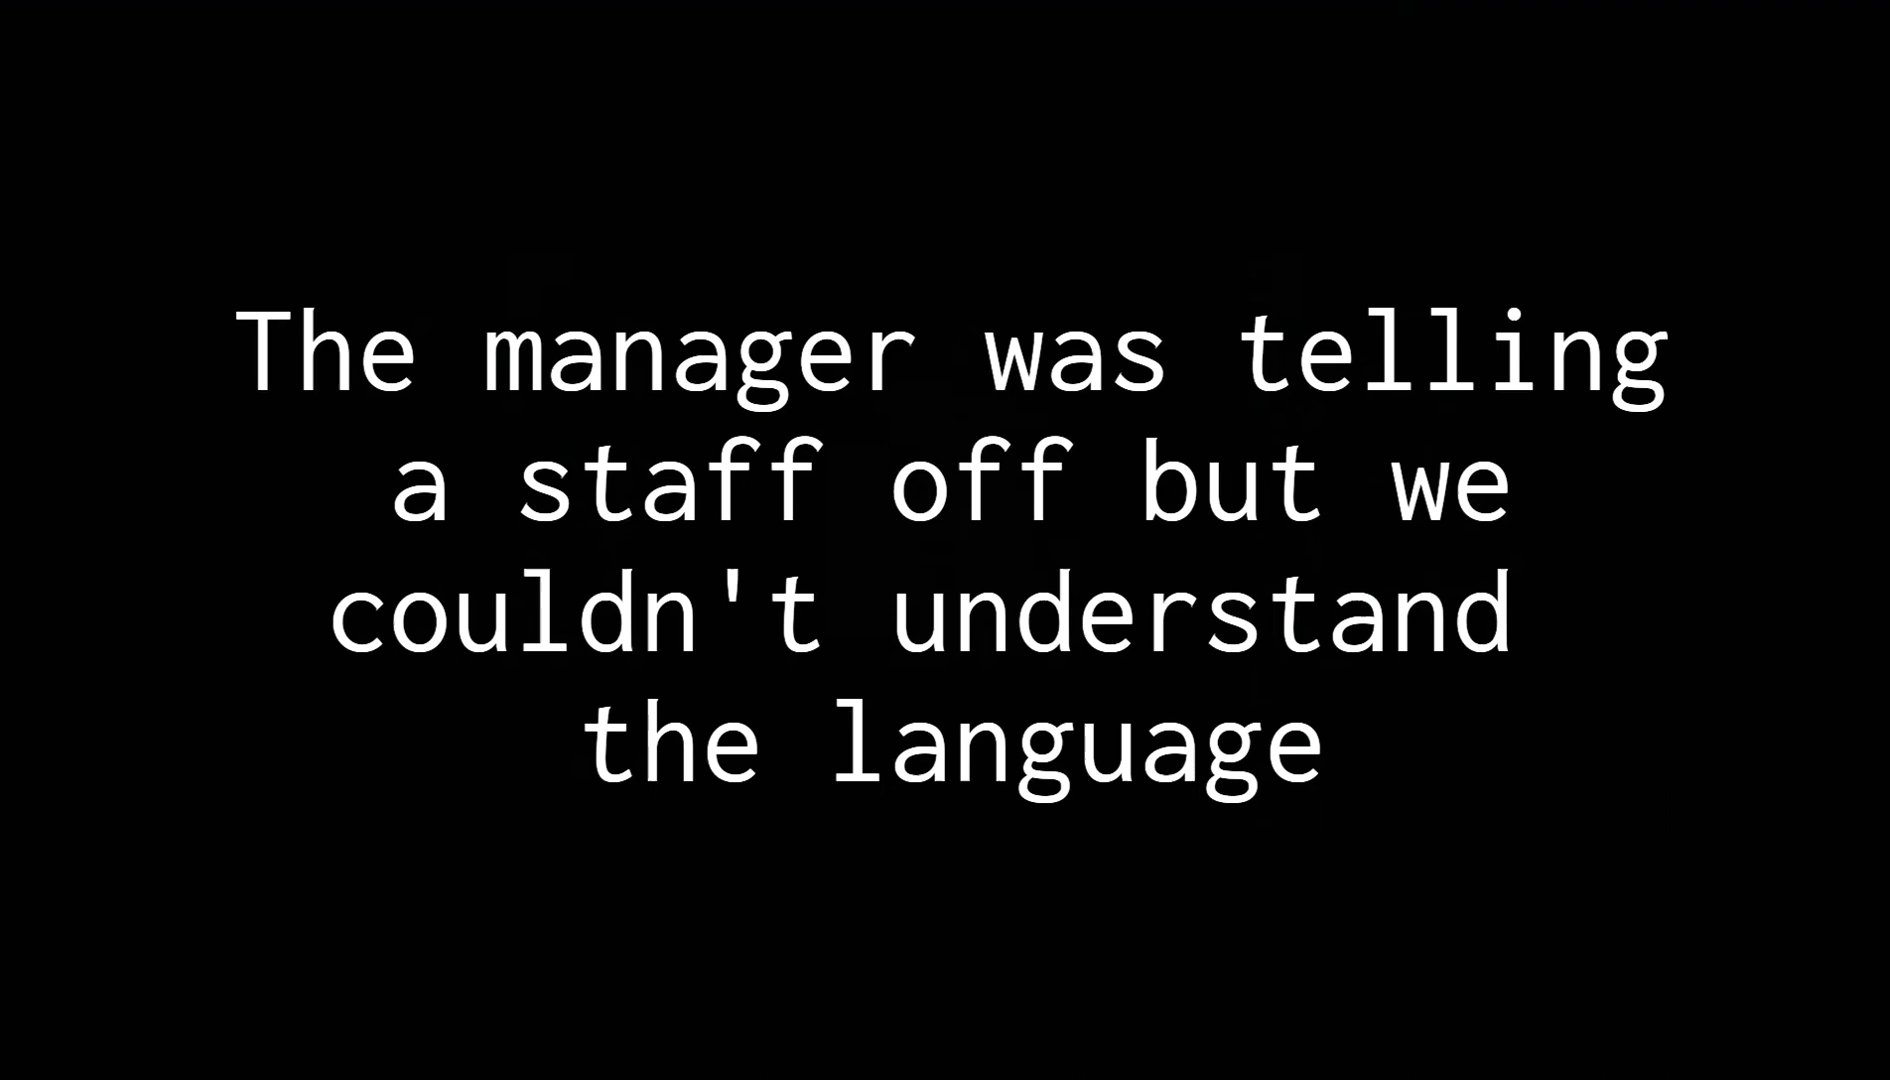 The manager was telling
a staff off but we
couldn't understand
the language